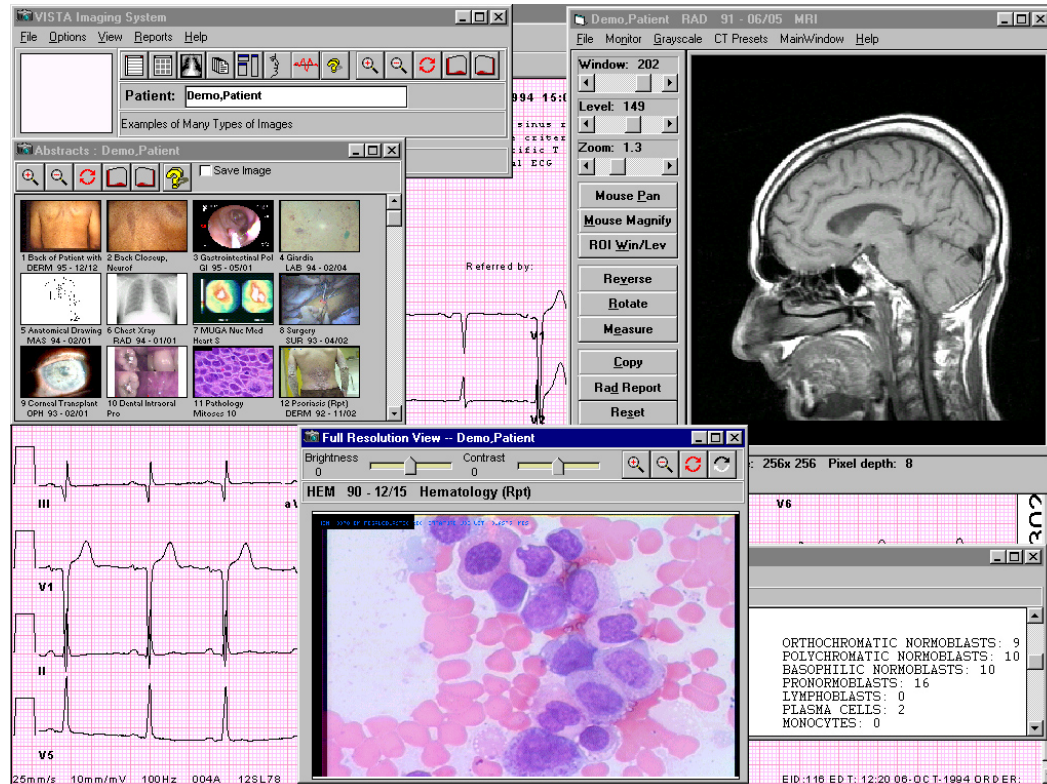 VISTA Imaging System
File Options View Reports Help
Patient: Demo,Patient
Examples of Many Types of Images
Abstracts : Demo,Patient
Save Image
1 Back of Patient with
DERM 95 - 12/12
2 Back Closeup,
Neurof
3 Gastrointestinal Pol
GI 95 - 05/01
4 Giardia
LAB 94 - 02/04
5 Anatomical Drawing
MAS 94 - 02/01
6 Chest Xray
RAD 94 - 01/01
7 MUGA Nuc Med
Heart S
8 Surgery
SUR 93 - 04/02
9 Corneal Transplant
OPH 93 - 02/01
10 Dental Intraoral
Pro
11 Pathology
Mitoses 10
12 Psoriasis (Rpt)
DERM 92 - 11/02
994 15:0
sinus r
criter
ific T
l ECG
Referred by:
V1
V2
Demo,Patient RAD 91 - 06/05 MRI
File Monitor Grayscale CT Presets MainWindow Help
Window: 202
Level: 149
Zoom: 1.3
Mouse Pan
Mouse Magnify
ROI Win/Lev
Reverse
Rotate
Measure
Copy
Rad Report
Reset
: 256x 256 Pixel depth: 8
V6
III
aV
V1
II
V5
25mm/s 10mm/mV 100Hz 004A 12SL78
Full Resolution View -- Demo,Patient
Brightness
0
Contrast
0
HEM 90 - 12/15 Hematology (Rpt)
ORTHOCHROMATIC NORMOBLASTS: 9
POLYCHROMATIC NORMOBLASTS: 10
BASOPHILIC NORMOBLASTS: 10
PRONORMOBLASTS: 16
LYMPHOBLASTS: 0
PLASMA CELLS: 2
MONOCYTES: 0
EID:116 EDT: 12:20 06-OCT-1994 ORDER: